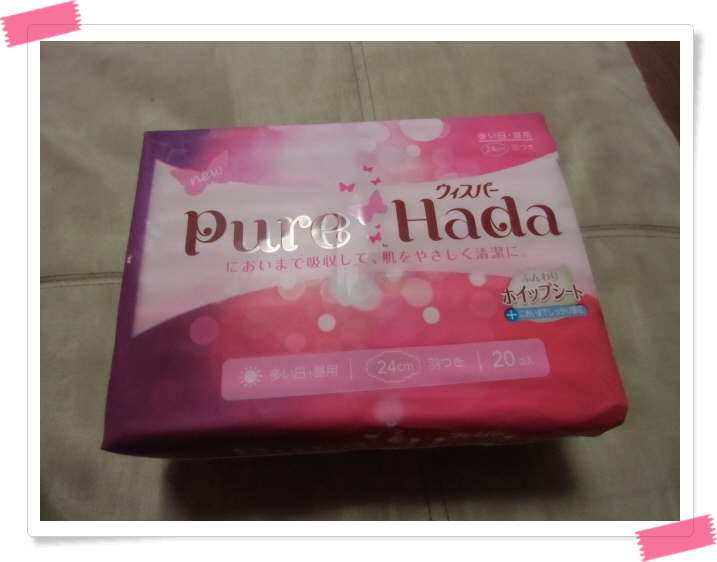 多い日・昼用
24cm 羽つき
new
ウィスパー
Pure Hada
においまで吸収して、肌をやさしく清潔に。
ふんわり
ホイップシート
多い日・昼用 24cm 羽つき 20コ入